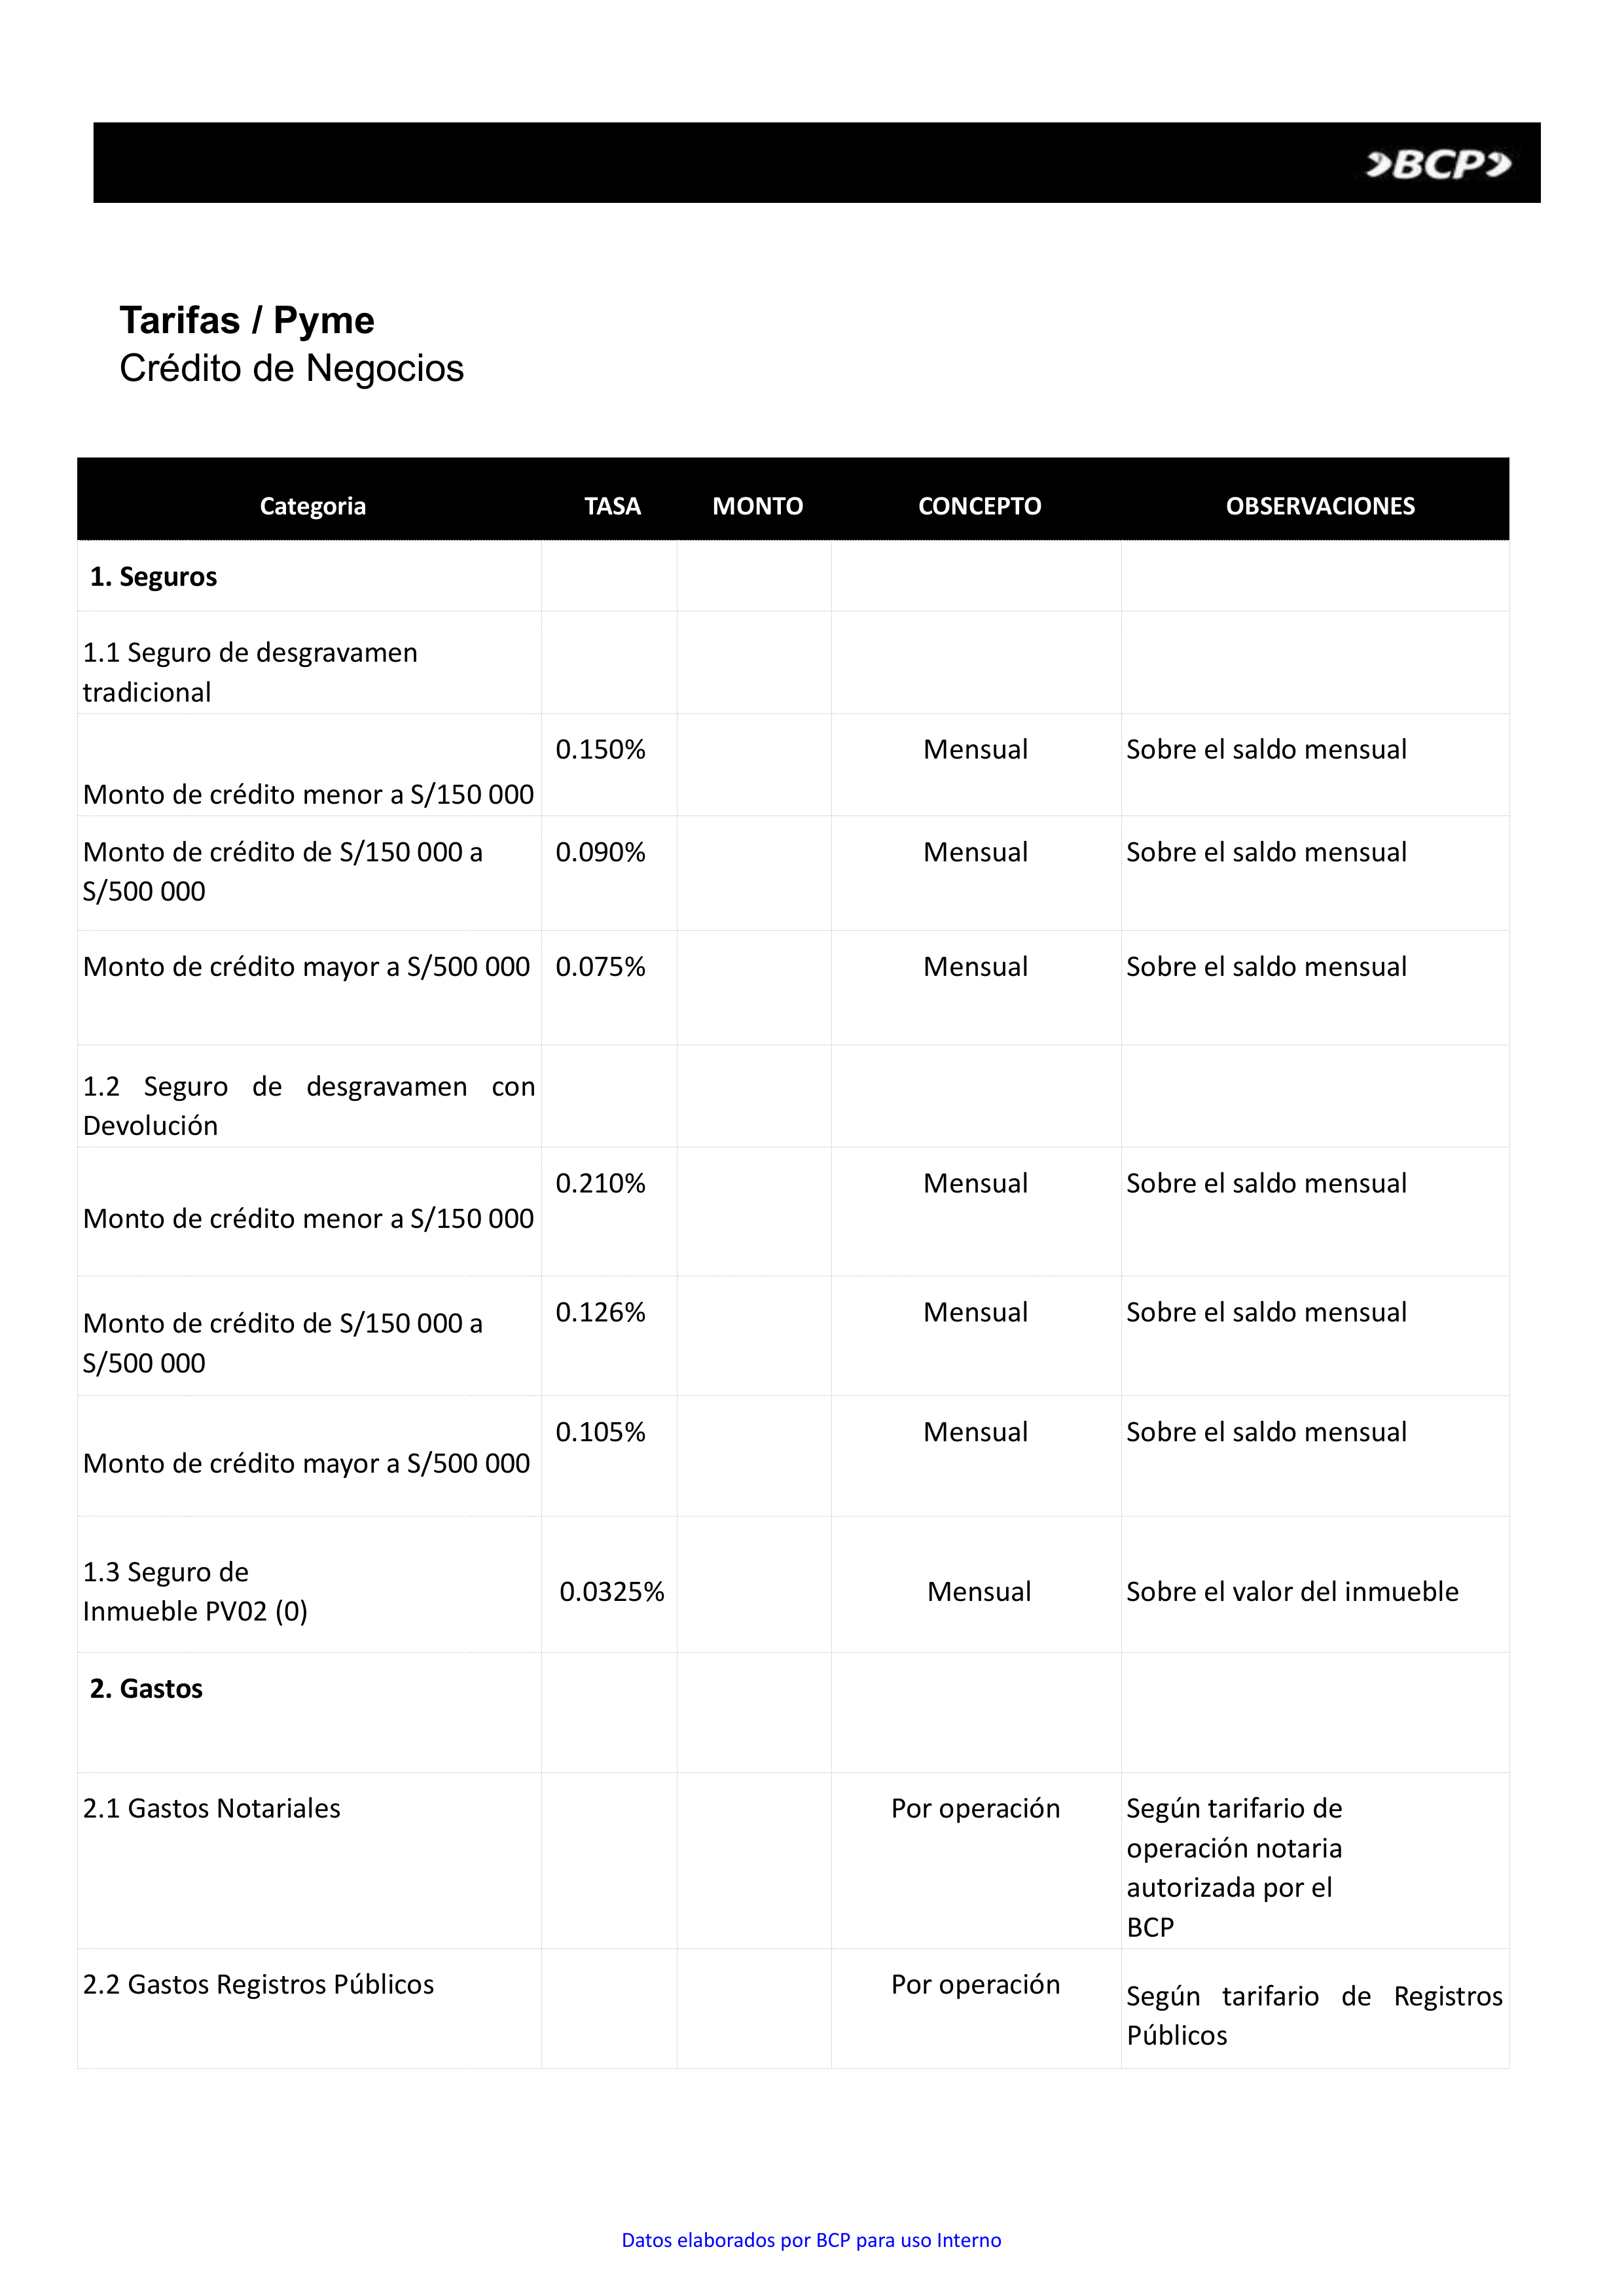 BCP
Tarifas / Pyme
Crédito de Negocios
Categoria TASA MONTO CONCEPTO OBSERVACIONES
1. Seguros
1.1 Seguro de desgravamen
tradicional
0.150% Mensual Sobre el saldo mensual
Monto de crédito menor a S/150 000
Monto de crédito de S/150 000 a 0.090% Mensual Sobre el saldo mensual
S/500 000
Monto de crédito mayor a S/500 000 0.075% Mensual Sobre el saldo mensual
1.2 Seguro de desgravamen con
Devolución
0.210% Mensual Sobre el saldo mensual
Monto de crédito menor a S/150 000
0.126% Mensual Sobre el saldo mensual
Monto de crédito de S/150 000 a
S/500 000
0.105% Mensual Sobre el saldo mensual
Monto de crédito mayor a S/500 000
1.3 Seguro de
Inmueble PV02 (0) 0.0325% Mensual Sobre el valor del inmueble
2. Gastos
2.1 Gastos Notariales Por operación Según tarifario de
operación notaria
autorizada por el
BCP
2.2 Gastos Registros Públicos Por operación Según tarifario de Registros
Públicos
Datos elaborados por BCP para uso Interno